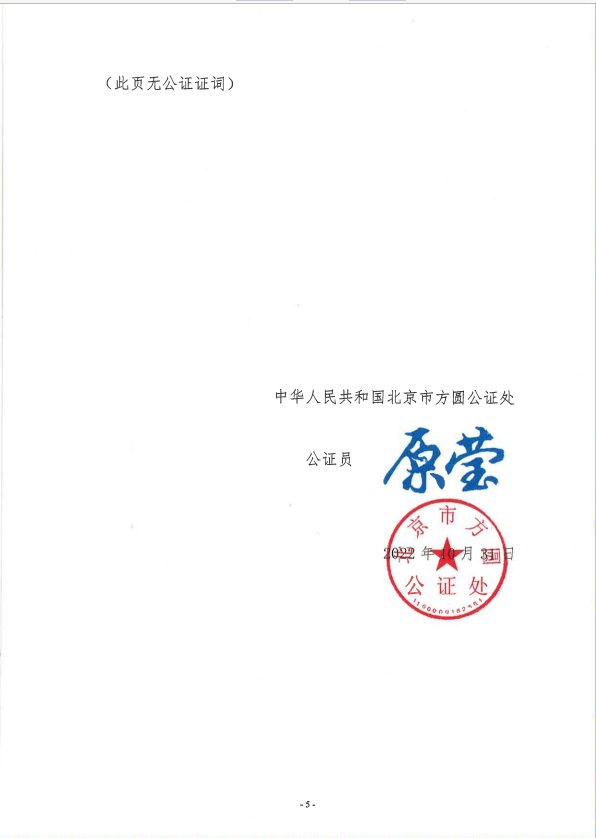 （此页无公证证词）
中华人民共和国北京市方圆公证处
公证员 原莹
2022 年 10 月 31 日
北京市方圆
公证处
- 5 -